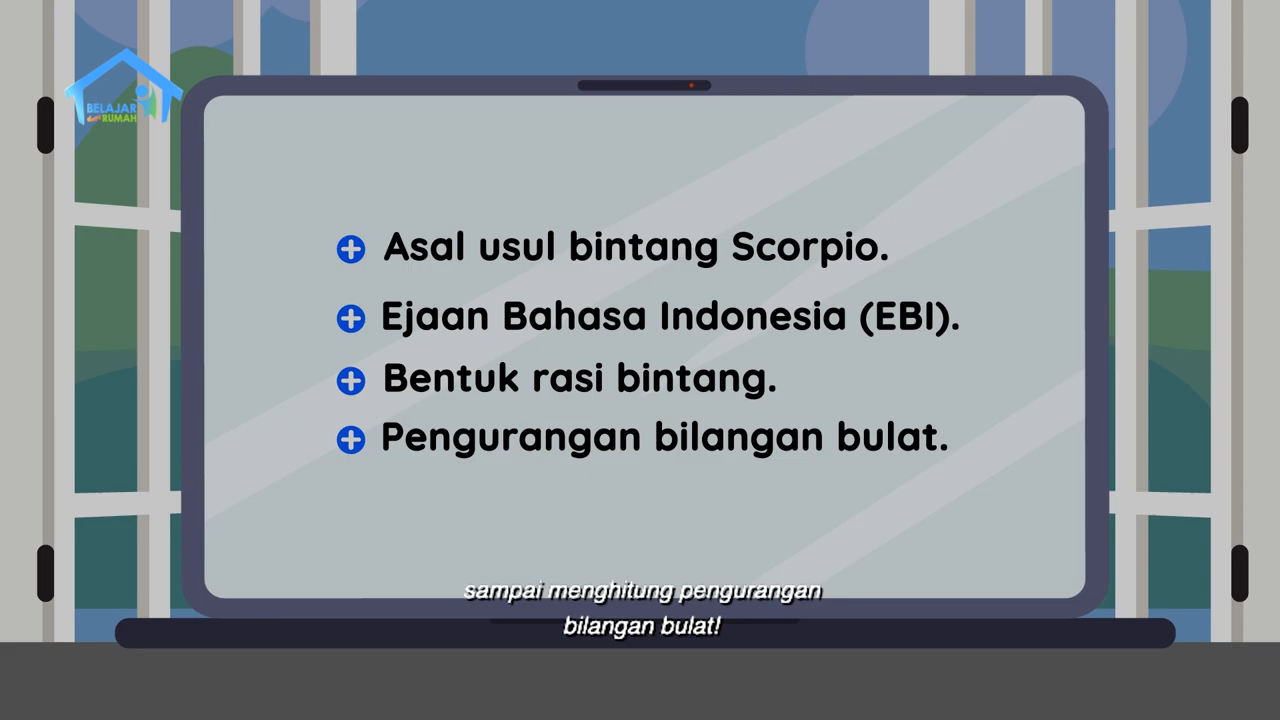 BELAJAR
RUMAH
Asal usul bintang Scorpio.
Ejaan Bahasa Indonesia (EBI).
Bentuk rasi bintang.
Pengurangan bilangan bulat.
sampai menghitung pengurangan
bilangan bulat!